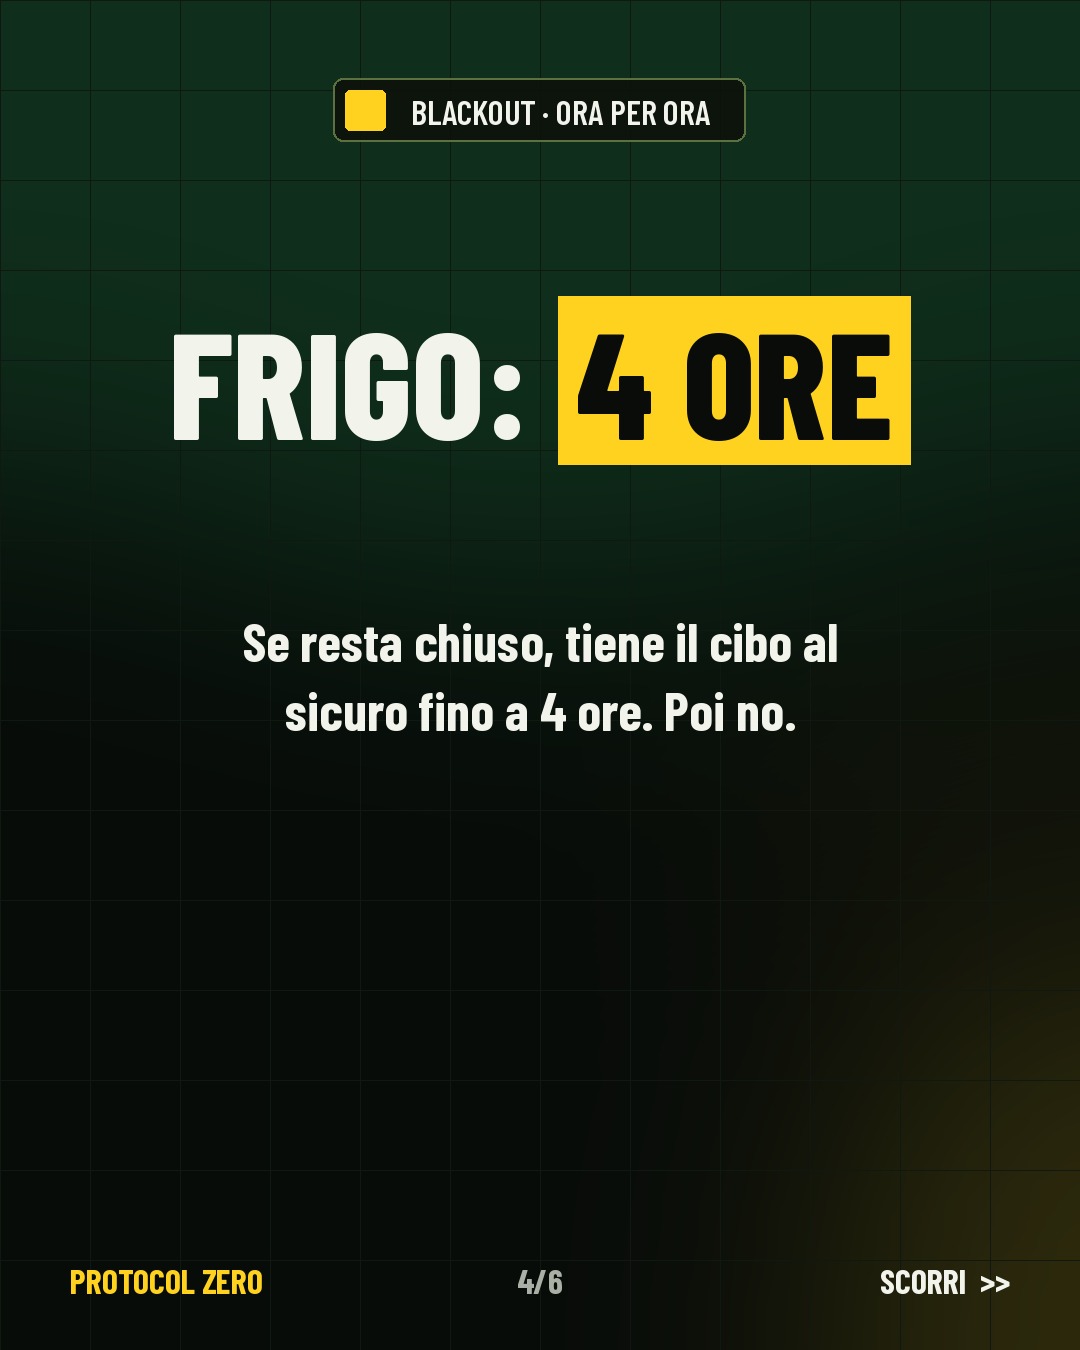 BLACKOUT · ORA PER ORA
FRIGO: 4 ORE
Se resta chiuso, tiene il cibo al
sicuro fino a 4 ore. Poi no.
PROTOCOL ZERO 4/6 SCORRI >>